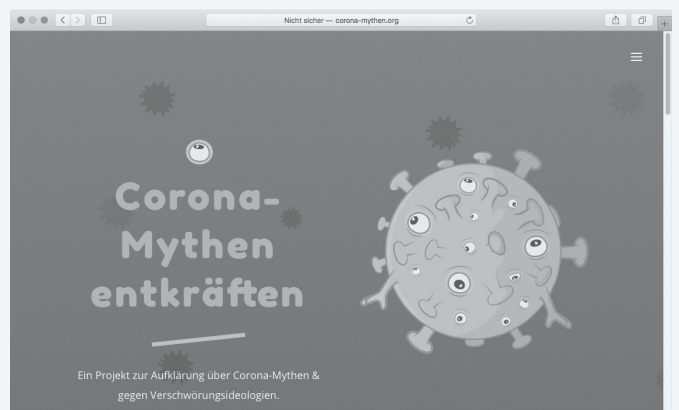 Nicht sicher — corona-mythen.org
Corona-
Mythen
entkräften
Ein Projekt zur Aufklärung über Corona-Mythen &
gegen Verschwörungsideologien.